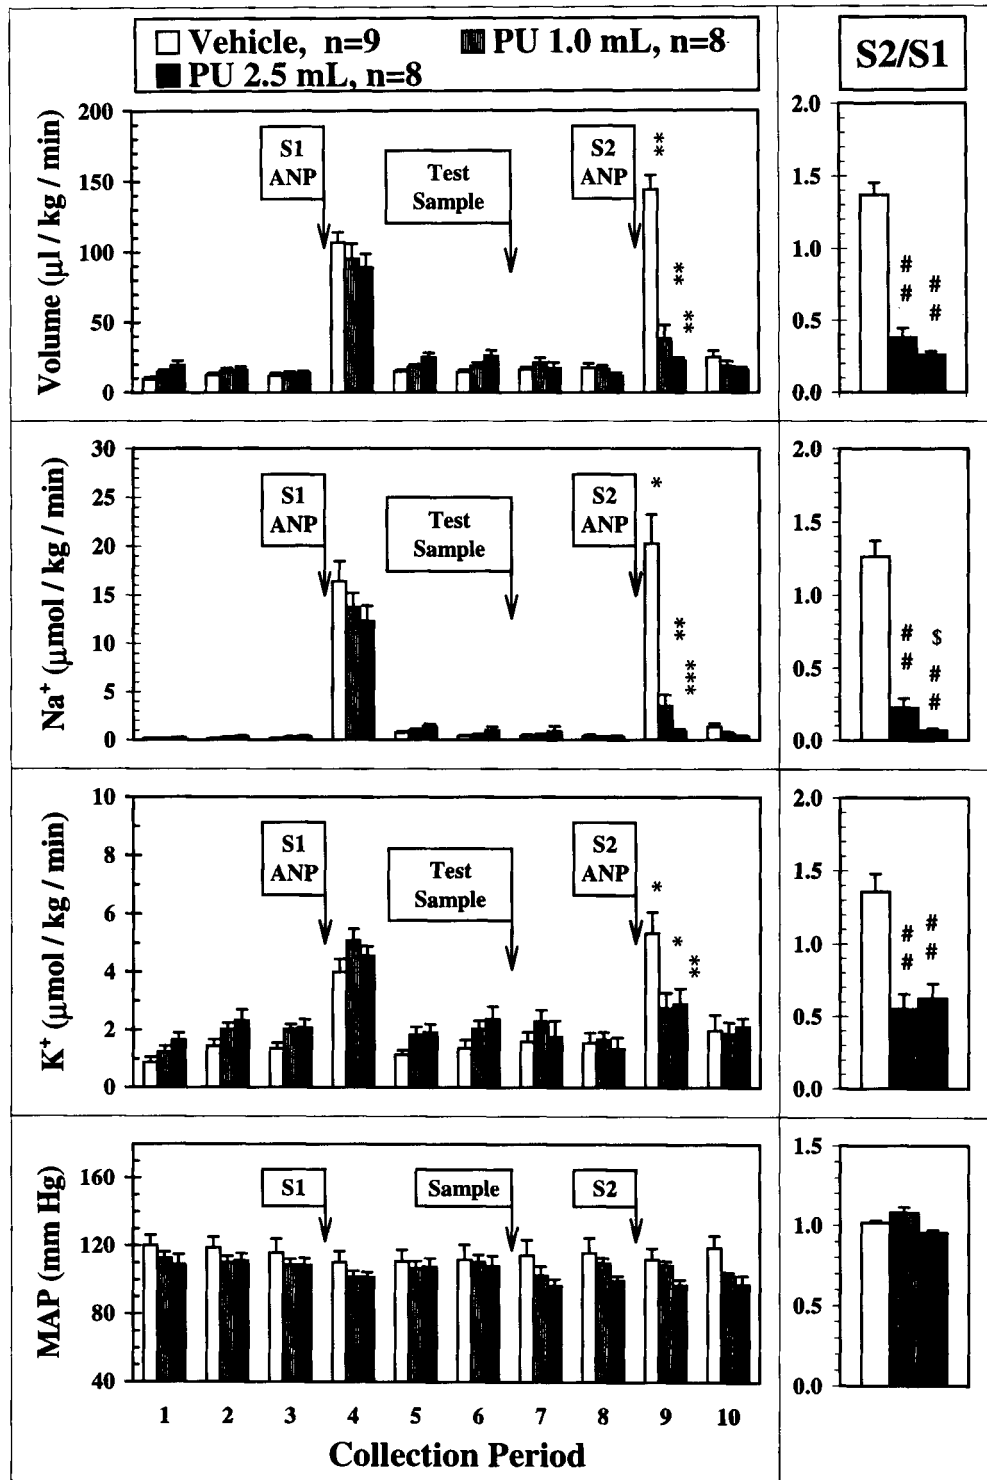 Vehicle, n=9 PU 1.0 mL, n=8
PU 2.5 mL, n=8
S2/S1
Volume (µl / kg / min)
200
150
100
50
0
S1
ANP
Test
Sample
S2
ANP
**
**
**
2.0
1.5
1.0
0.5
0.0
##
##
Na⁺ (µmol / kg / min)
30
25
20
15
10
5
0
S1
ANP
Test
Sample
S2
ANP
*
**
***
2.0
1.5
1.0
0.5
0.0
##
$##
K⁺ (µmol / kg / min)
10
8
6
4
2
0
S1
ANP
Test
Sample
S2
ANP
*
*
**
2.0
1.5
1.0
0.5
0.0
##
##
MAP (mm Hg)
160
120
80
40
S1
Sample
S2
1.5
1.0
0.5
0.0
1 2 3 4 5 6 7 8 9 10
Collection Period